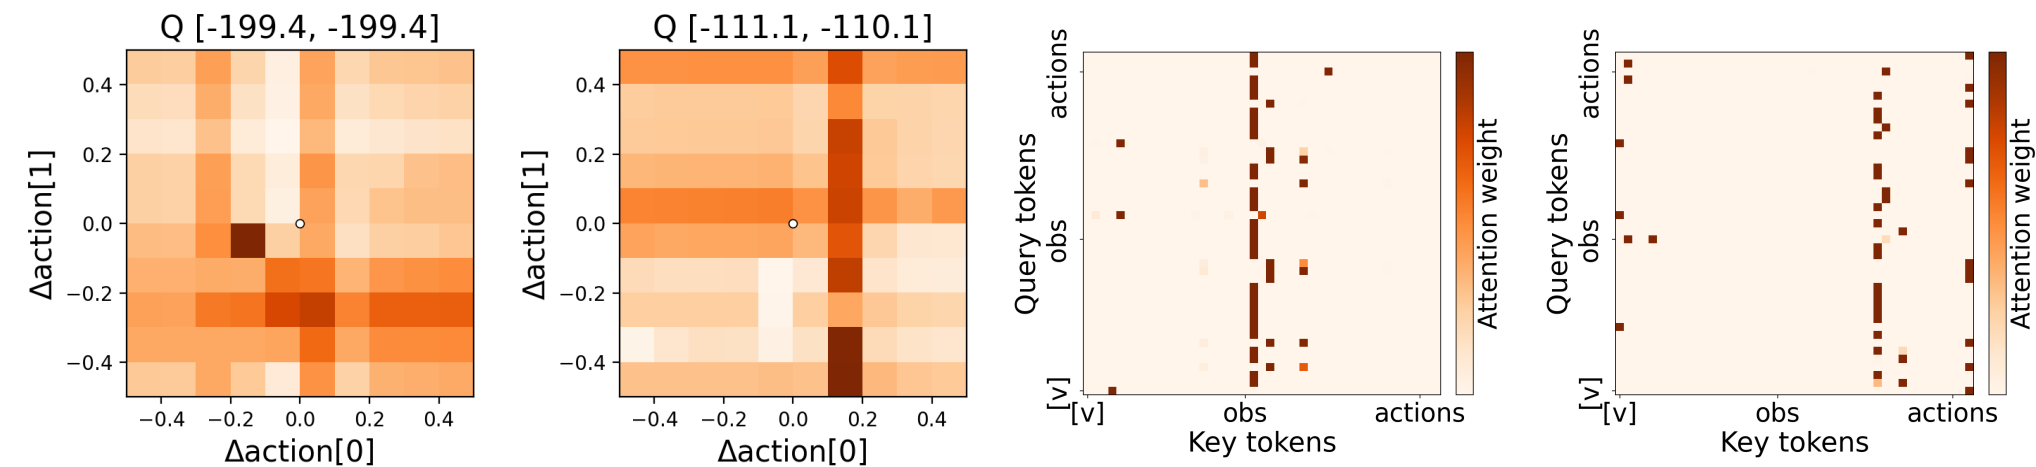 Q [-199.4, -199.4]
0.4
0.2
0.0
−0.2
−0.4
−0.4 −0.2 0.0 0.2 0.4
Δaction[1]
Δaction[0]
Q [-111.1, -110.1]
0.4
0.2
0.0
−0.2
−0.4
−0.4 −0.2 0.0 0.2 0.4
Δaction[1]
Δaction[0]
Query tokens
actions
obs
[v]
[v] obs actions
Key tokens
Attention weight
Query tokens
actions
obs
[v]
[v] obs actions
Key tokens
Attention weight